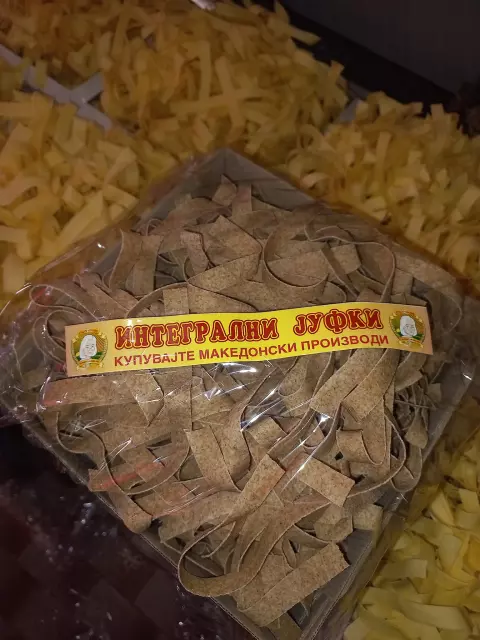 ИНТЕГРАЛНИ ЈУФКИ
КУПУВАЈТЕ МАКЕДОНСКИ ПРОИЗВОДИ